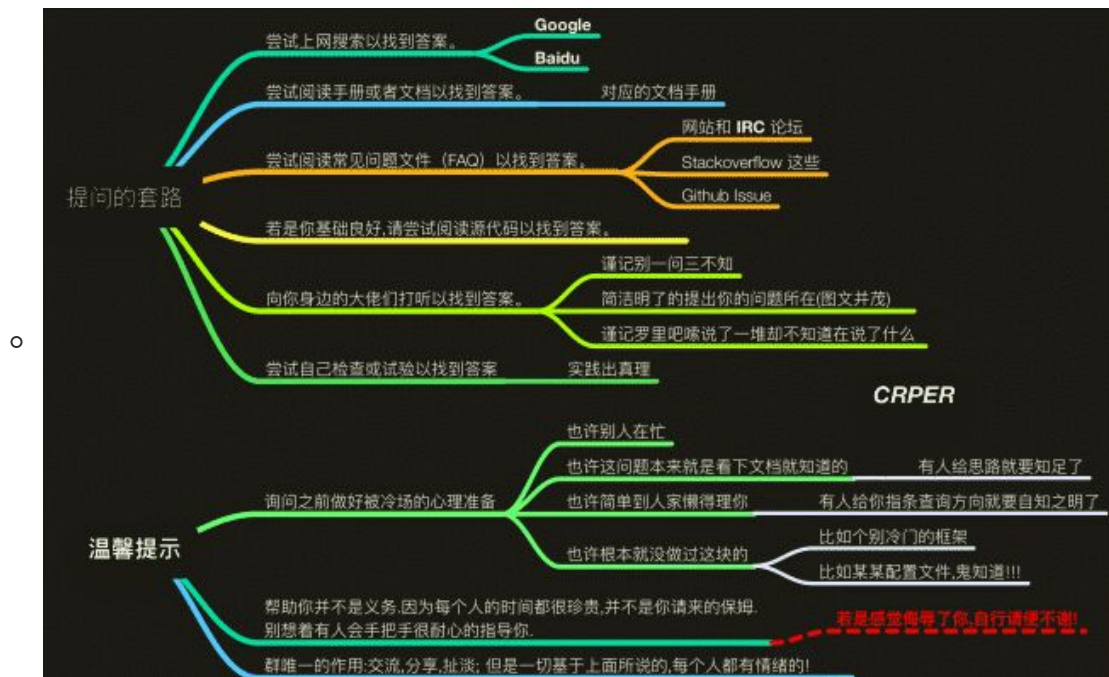 尝试上网搜索以找到答案。
Google
Baidu
尝试阅读手册或者文档以找到答案。
对应的文档手册
尝试阅读常见问题文件（FAQ）以找到答案。
网站和 IRC 论坛
Stackoverflow 这些
Github Issue
提问的套路
若是你基础良好,请尝试阅读源代码以找到答案。
向你身边的大佬们打听以找到答案。
谨记别一问三不知
简洁明了的提出你的问题所在(图文并茂)
谨记罗里吧嗦说了一堆却不知道在说了什么
尝试自己检查或试验以找到答案
实践出真理
CRPER
温馨提示
询问之前做好被冷场的心理准备
也许别人在忙
也许这问题本来就是看下文档就知道的
有人给思路就要知足了
也许简单到人家懒得理你
有人给你指条查询方向就要自知之明了
也许根本就没做过这块的
比如个别冷门的框架
比如某某配置文件,鬼知道!!!
帮助你并不是义务.因为每个人的时间都很珍贵,并不是你请来的保姆.
别想着有人会手把手很耐心的指导你.
若是感觉侮辱了你,自行请便不谢!
群唯一的作用:交流,分享,扯淡; 但是一切基于上面所说的,每个人都有情绪的!